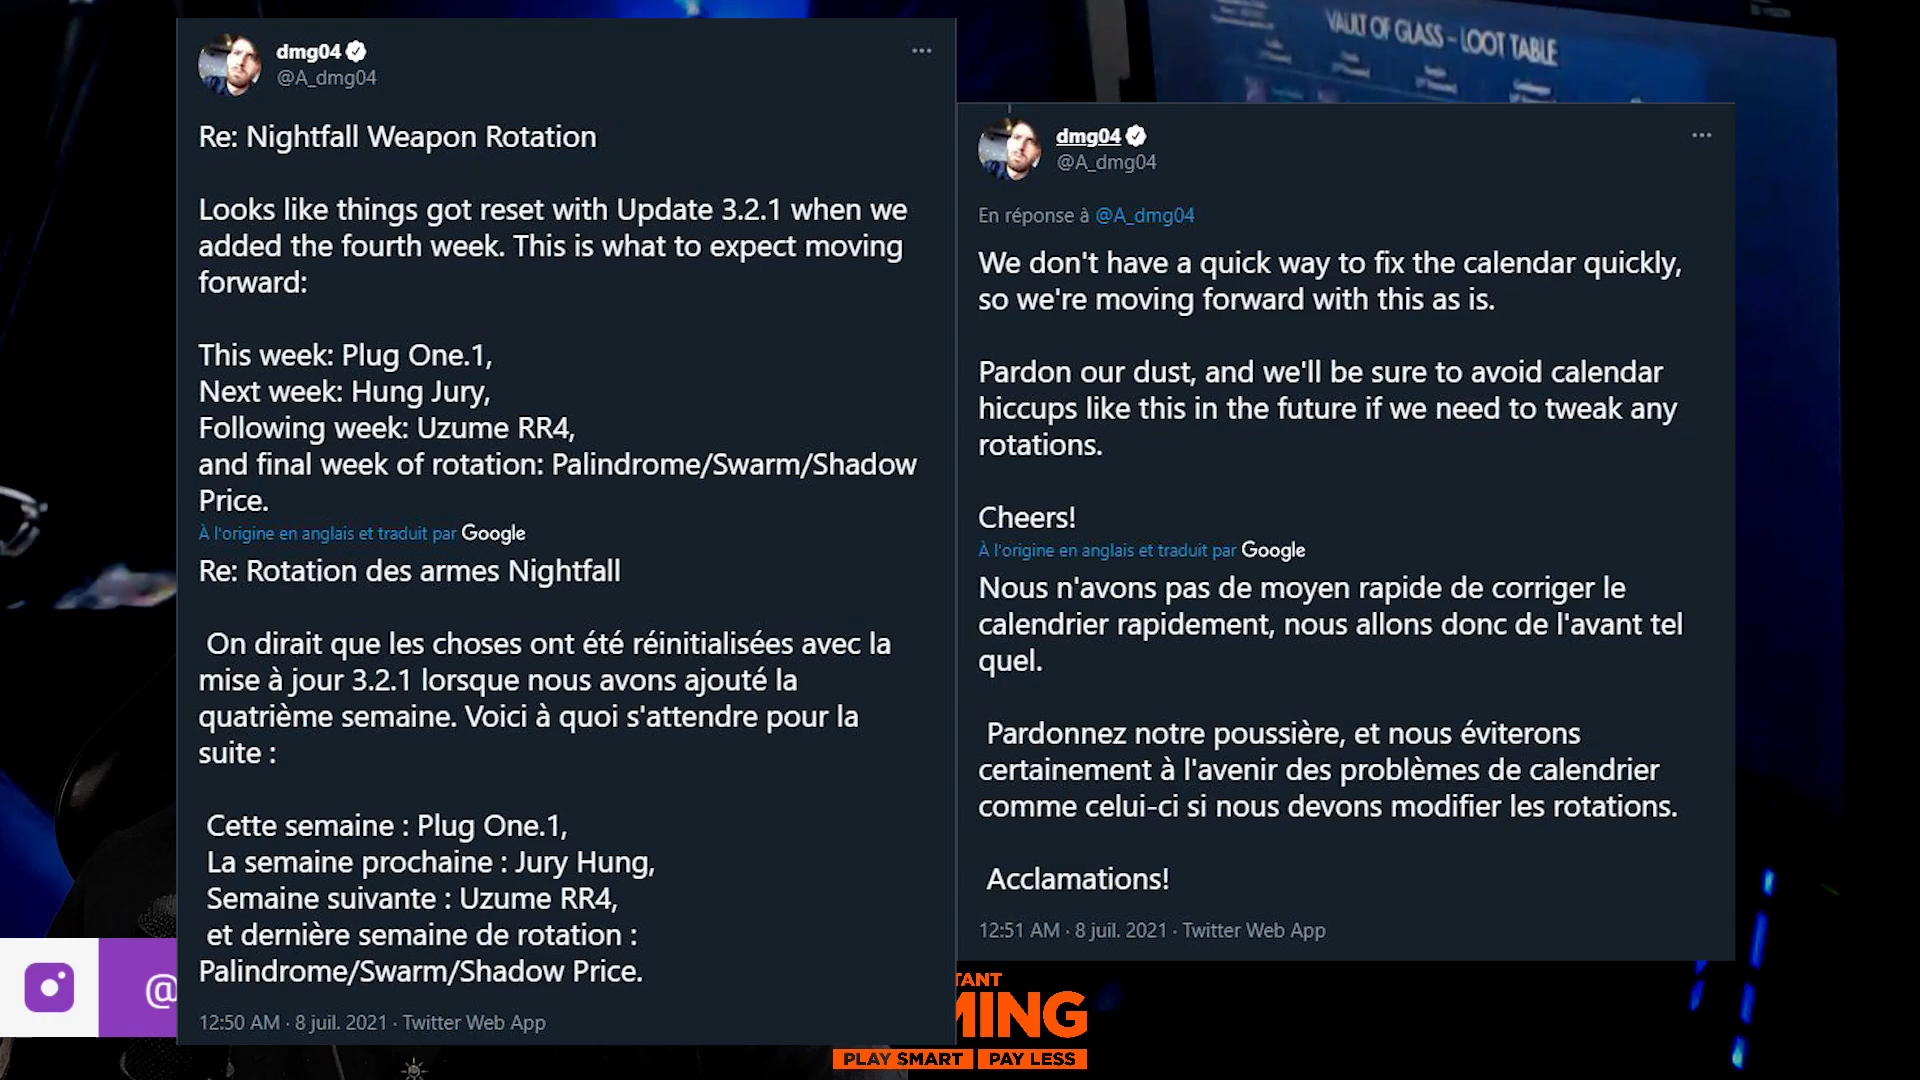 VAULT OF GLASS - LOOT TABLE
dmg04
@A_dmg04
Re: Nightfall Weapon Rotation
Looks like things got reset with Update 3.2.1 when we
added the fourth week. This is what to expect moving
forward:
This week: Plug One.1,
Next week: Hung Jury,
Following week: Uzume RR4,
and final week of rotation: Palindrome/Swarm/Shadow
Price.
À l'origine en anglais et traduit par Google
Re: Rotation des armes Nightfall
On dirait que les choses ont été réinitialisées avec la
mise à jour 3.2.1 lorsque nous avons ajouté la
quatrième semaine. Voici à quoi s'attendre pour la
suite :
Cette semaine : Plug One.1,
La semaine prochaine : Jury Hung,
Semaine suivante : Uzume RR4,
et dernière semaine de rotation :
Palindrome/Swarm/Shadow Price.
12:50 AM · 8 juil. 2021 · Twitter Web App
dmg04
@A_dmg04
En réponse à @A_dmg04
We don't have a quick way to fix the calendar quickly,
so we're moving forward with this as is.
Pardon our dust, and we'll be sure to avoid calendar
hiccups like this in the future if we need to tweak any
rotations.
Cheers!
À l'origine en anglais et traduit par Google
Nous n'avons pas de moyen rapide de corriger le
calendrier rapidement, nous allons donc de l'avant tel
quel.
Pardonnez notre poussière, et nous éviterons
certainement à l'avenir des problèmes de calendrier
comme celui-ci si nous devons modifier les rotations.
Acclamations!
12:51 AM · 8 juil. 2021 · Twitter Web App
@
TANT
MING
PLAY SMART PAY LESS